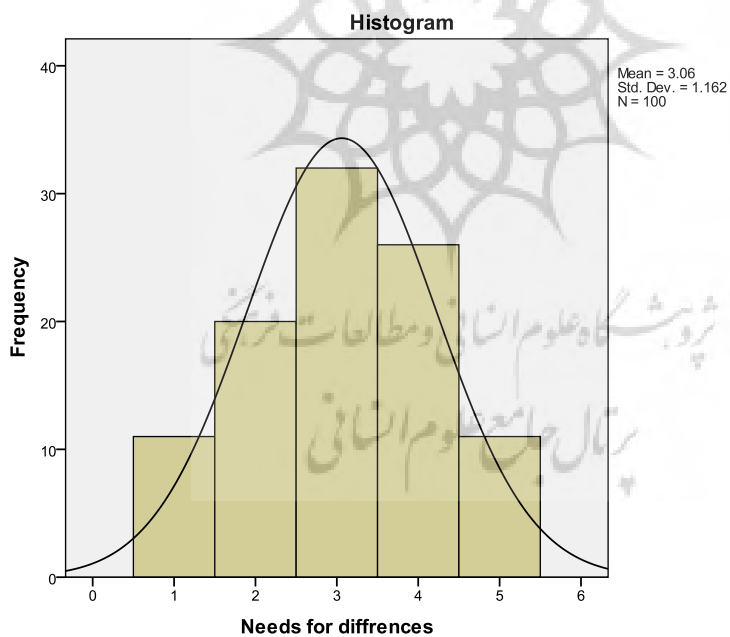 Histogram
Mean = 3.06
Std. Dev. = 1.162
N = 100
40
30
20
10
0
Frequency
0 1 2 3 4 5 6
Needs for diffrences
پژوهشگاه علوم انسانی و مطالعات فرهنگی
پرتال جامع علوم انسانی